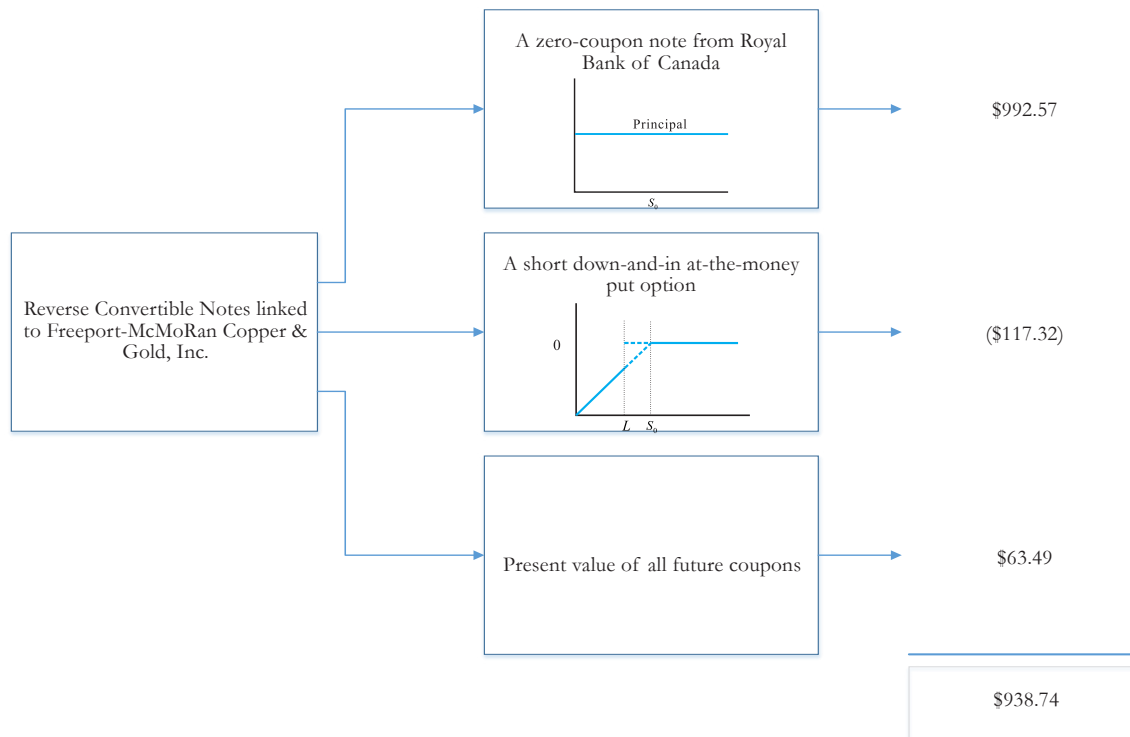 A zero-coupon note from Royal
Bank of Canada
Principal
S₀
$992.57
Reverse Convertible Notes linked
to Freeport-McMoRan Copper &
Gold, Inc.
A short down-and-in at-the-money
put option
0
L S₀
($117.32)
Present value of all future coupons
$63.49
$938.74